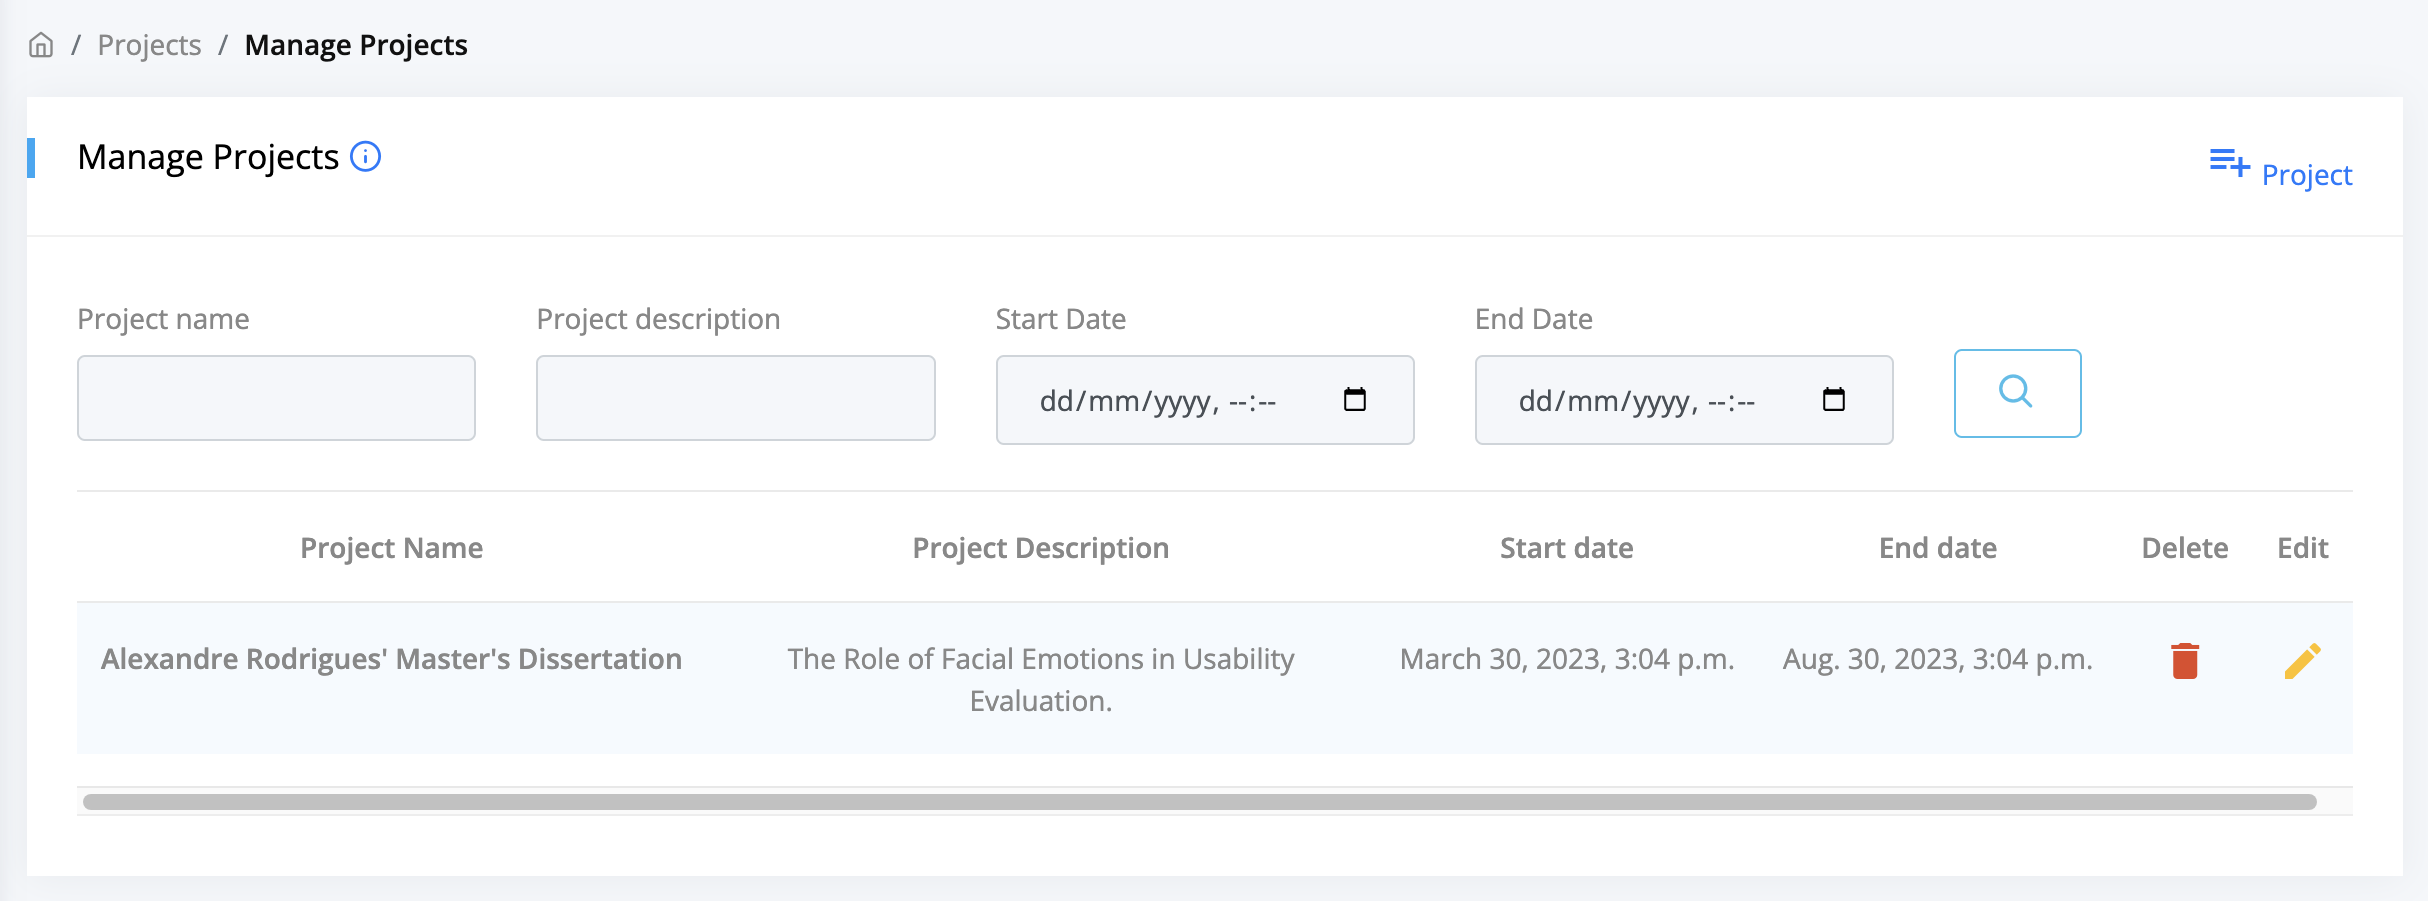 / Projects / Manage Projects
Manage Projects
Project
Project name Project description Start Date End Date
dd/mm/yyyy, --:-- dd/mm/yyyy, --:--
Project Name Project Description Start date End date Delete Edit
Alexandre Rodrigues' Master's Dissertation The Role of Facial Emotions in Usability March 30, 2023, 3:04 p.m. Aug. 30, 2023, 3:04 p.m.
Evaluation.